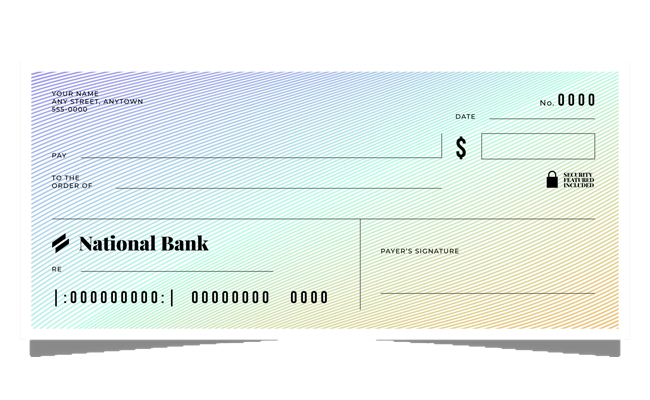 YOUR NAME
ANY STREET, ANYTOWN
555-0000
No. 0000
DATE
PAY
$
TO THE
ORDER OF
SECURITY
FEATURED
INCLUDED
National Bank
RE
PAYER'S SIGNATURE
|:000000000:| 00000000 0000